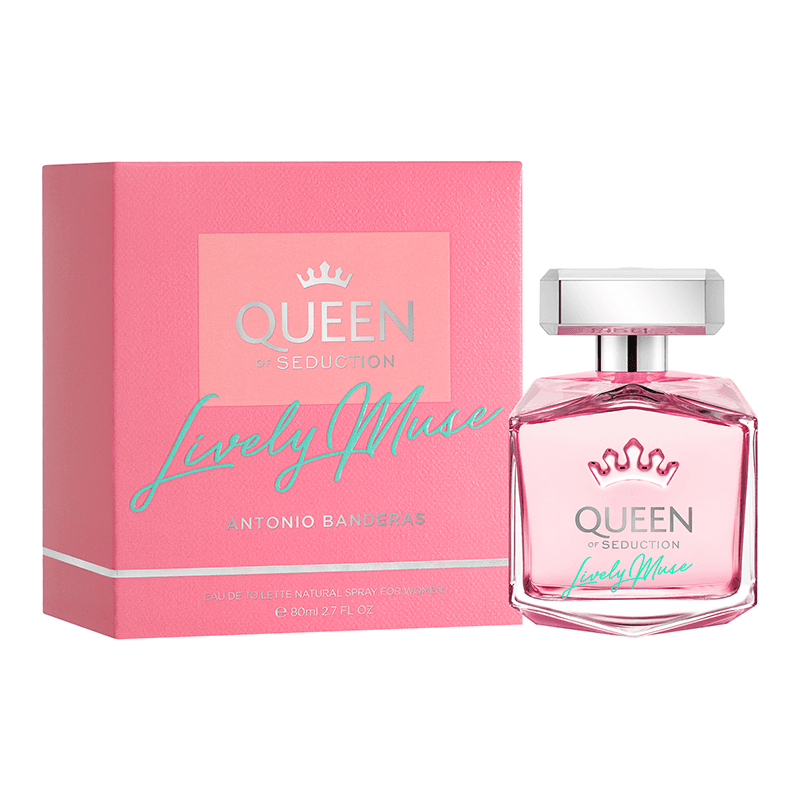 QUEEN
OF SEDUCTION
Lively Muse
ANTONIO BANDERAS
EAU DE TOILETTE NATURAL SPRAY FOR WOMEN
℮ 80ml 2.7 FL OZ
QUEEN
OF SEDUCTION
Lively Muse